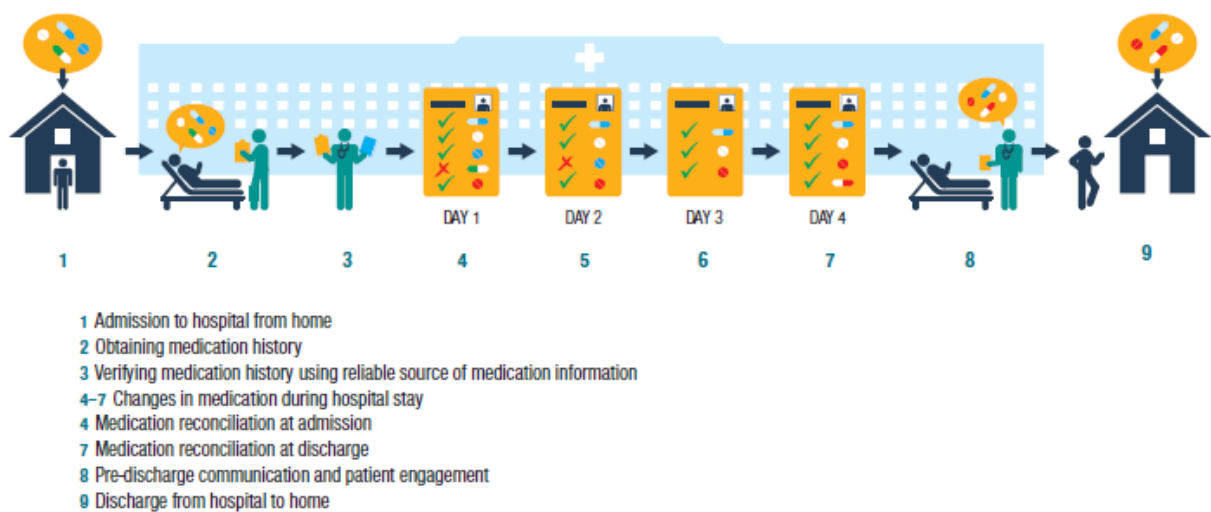 DAY 1 DAY 2 DAY 3 DAY 4
1 2 3 4 5 6 7 8 9
1 Admission to hospital from home
2 Obtaining medication history
3 Verifying medication history using reliable source of medication information
4–7 Changes in medication during hospital stay
4 Medication reconciliation at admission
7 Medication reconciliation at discharge
8 Pre-discharge communication and patient engagement
9 Discharge from hospital to home